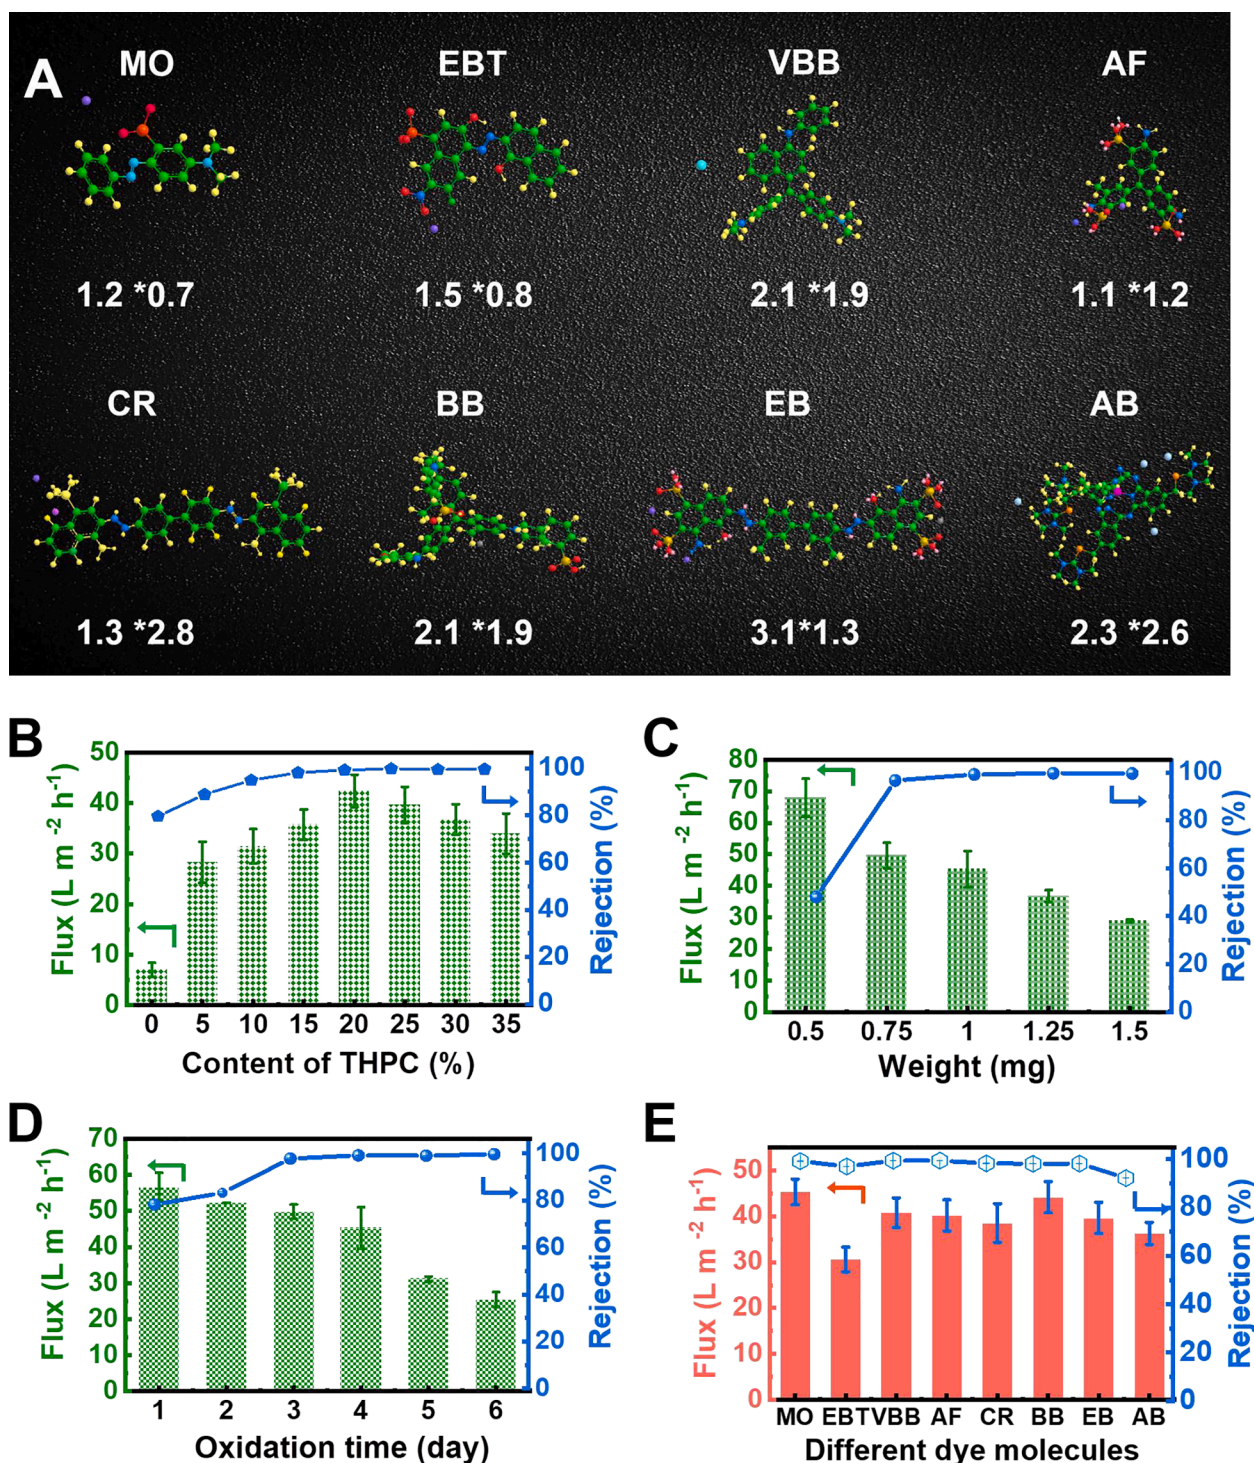 A
MO EBT VBB AF
1.2 *0.7 1.5 *0.8 2.1 *1.9 1.1 *1.2
CR BB EB AB
1.3 *2.8 2.1 *1.9 3.1*1.3 2.3 *2.6
B
Flux (L m -2 h-1)
50
40
30
20
10
0
0 5 10 15 20 25 30 35
Content of THPC (%)
100
80
60
40
20
0
Rejection (%)
C
Flux (L m -2 h-1)
80
70
60
50
40
30
20
10
0
0.5 0.75 1 1.25 1.5
Weight (mg)
100
80
60
40
20
0
Rejection (%)
D
Flux (L m -2 h-1)
70
60
50
40
30
20
10
0
1 2 3 4 5 6
Oxidation time (day)
100
80
60
40
20
0
Rejection (%)
E
Flux (L m -2 h-1)
50
40
30
20
10
0
MO EBT VBB AF CR BB EB AB
Different dye molecules
100
80
60
40
20
0
Rejection (%)